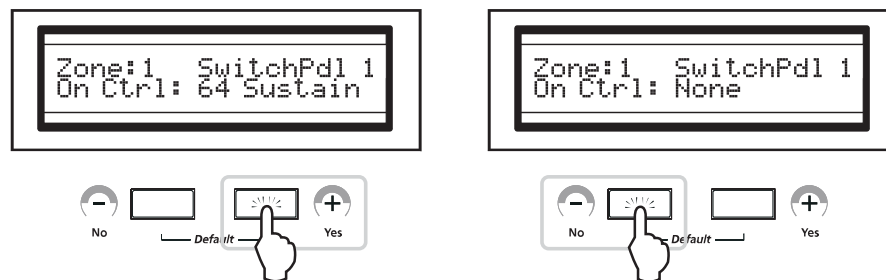 Zone:1 SwitchPdl 1
On Ctrl: 64 Sustain
No
Default
Yes
Zone:1 SwitchPdl 1
On Ctrl: None
No
Default
Yes